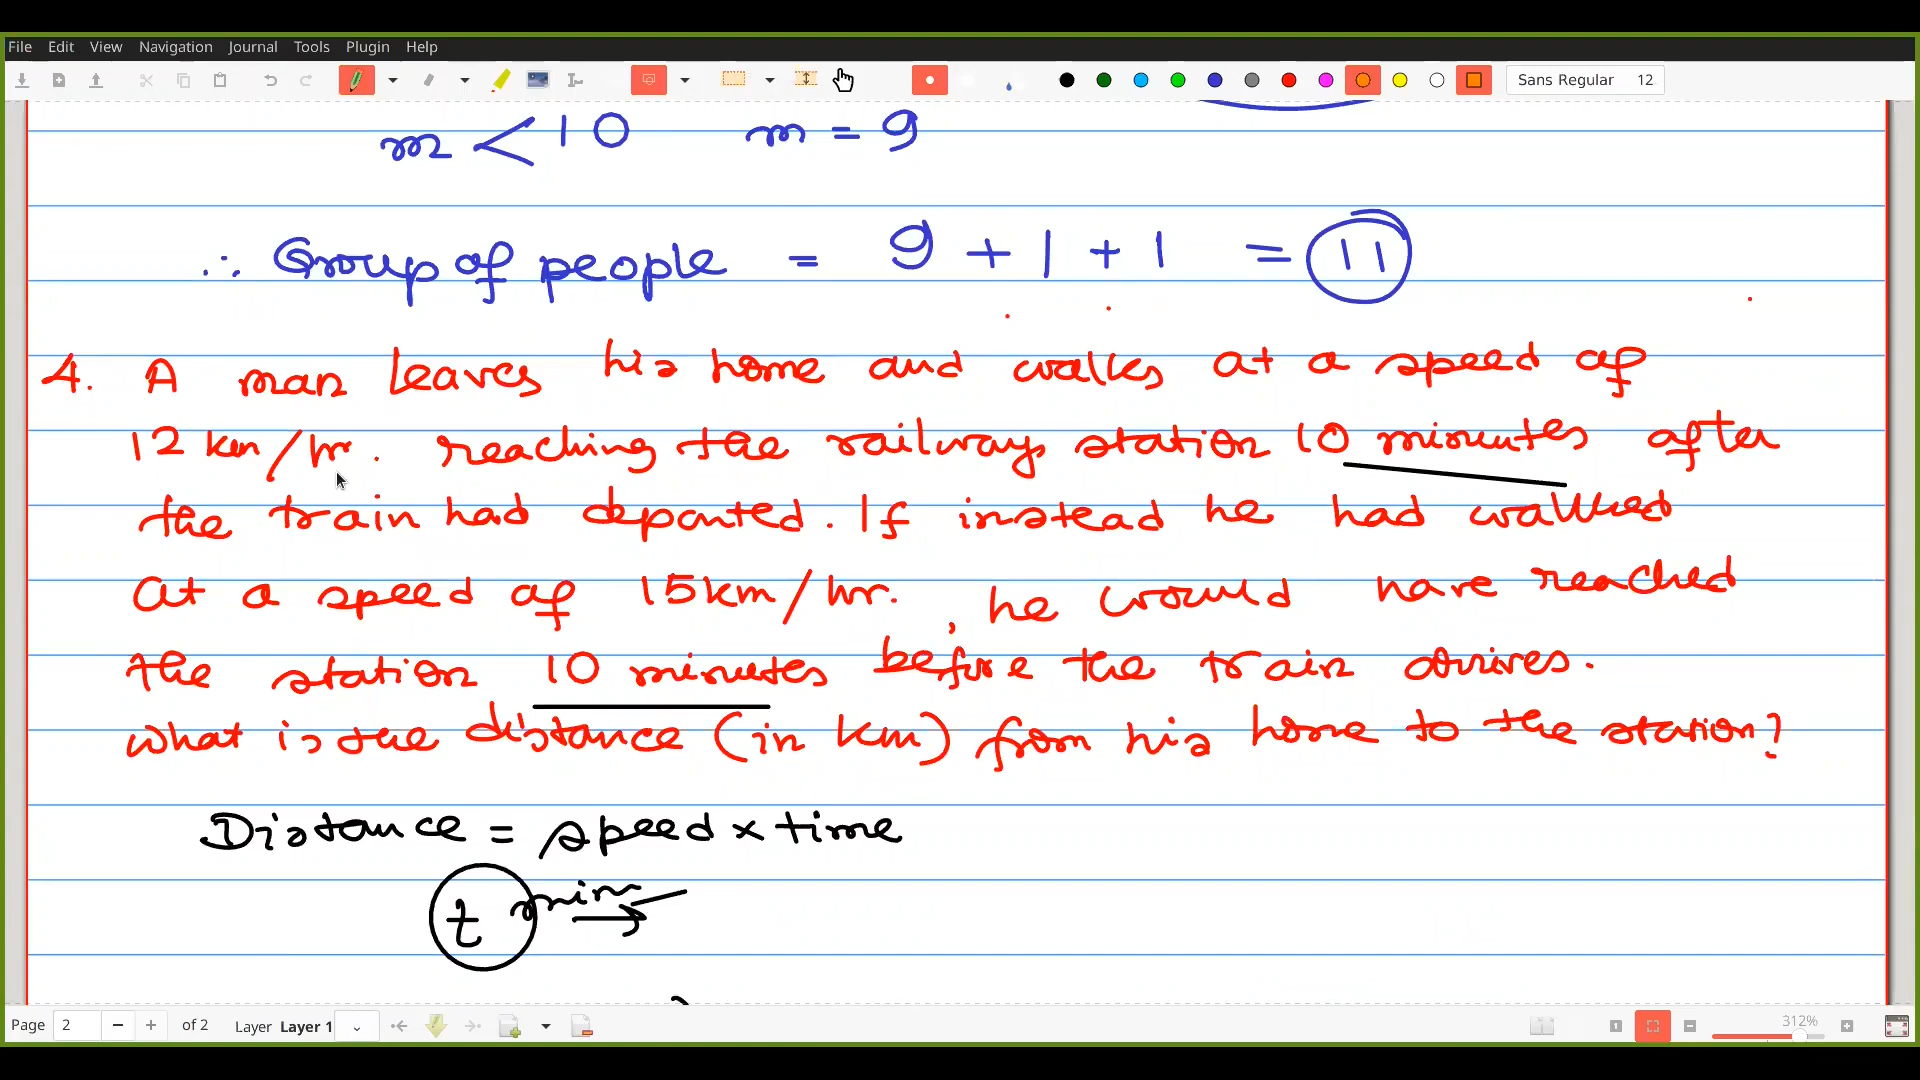 File Edit View Navigation Journal Tools Plugin Help
Sans Regular 12
m < 10 m = 9
∴ Group of people = 9 + 1 + 1 = 11
4. A man leaves his home and walks at a speed of
12 km/hr. reaching the railway station 10 minutes after
the train had departed. If instead he had walked
at a speed of 15km/hr., he would have reached
the station 10 minutes before the train arrives.
What is the distance (in km) from his home to the station?
Distance = speed × time
t min →
Page 2 of 2 Layer Layer 1 312%